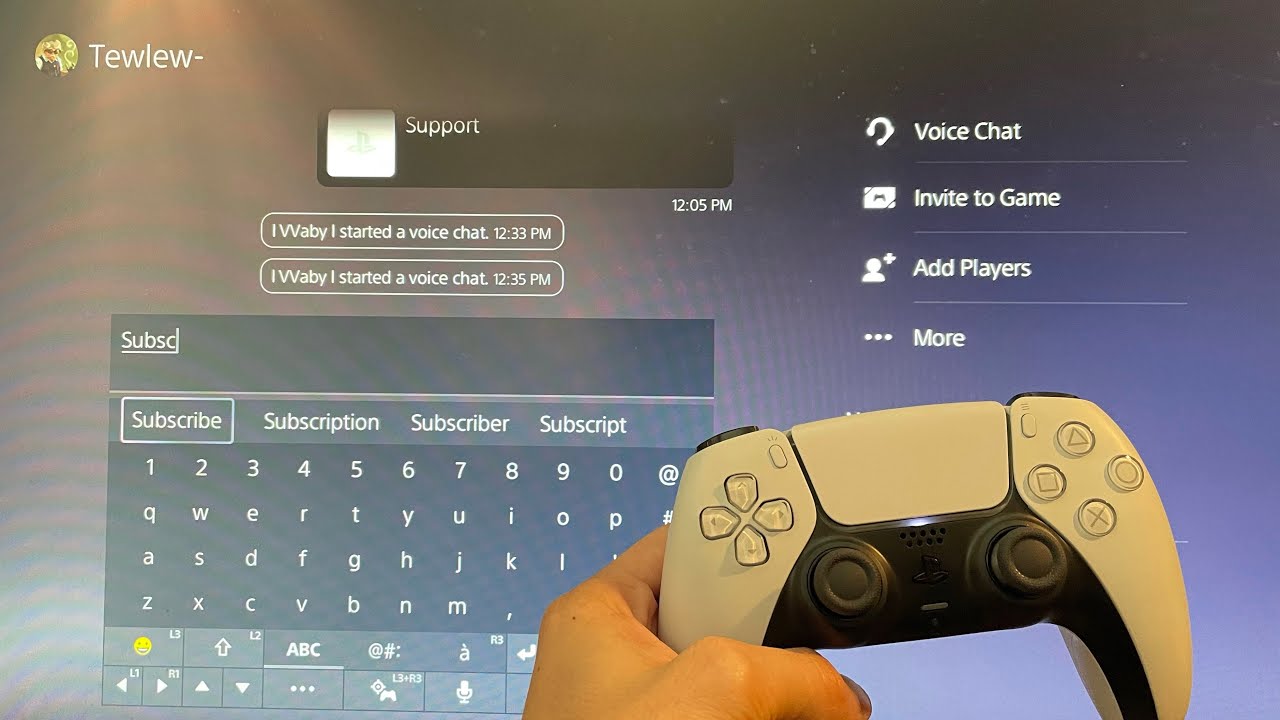 Tewlew-
Support
12:05 PM
I VVaby I started a voice chat. 12:33 PM
I VVaby I started a voice chat. 12:35 PM
Voice Chat
Invite to Game
Add Players
More
Subsc
Subscribe Subscription Subscriber Subscript
1 2 3 4 5 6 7 8 9 0 @
q w e r t y u i o p #
a s d f g h j k l '
z x c v b n m ,
L3 L2 ABC @#: à R3
L1 R1 ••• L3+R3